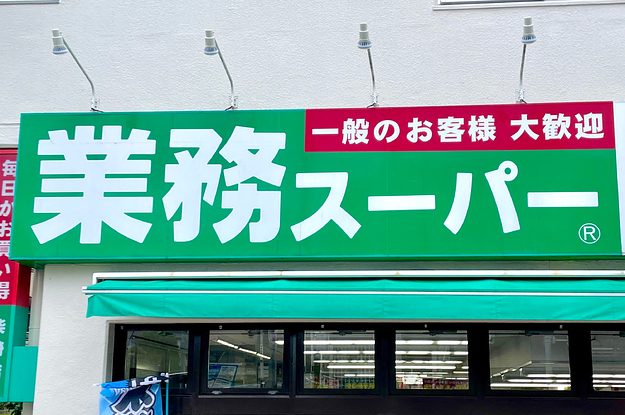 一般のお客様 大歓迎
業務スーパー
®
毎日がお買い得